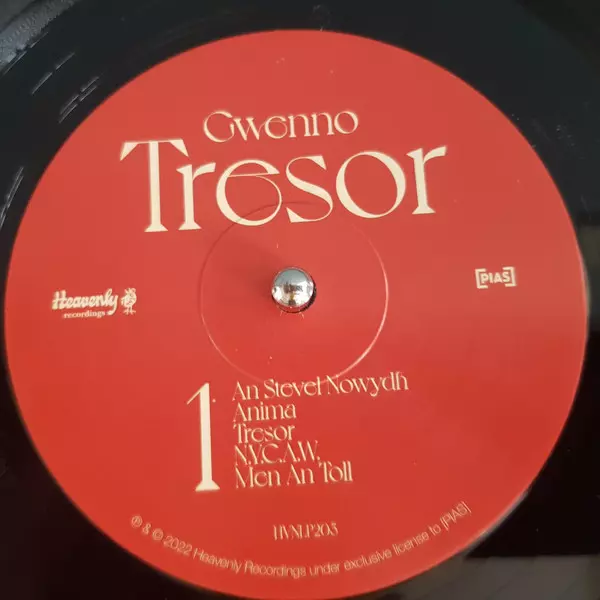 Gwenno
Tresor
Heavenly
recordings
[PIAS]
1
An Stevel Nowydh
Anima
Tresor
N.Y.C.A.W.
Men An Toll
HVNLP203
℗ & © 2022 Heavenly Recordings under exclusive license to [PIAS]